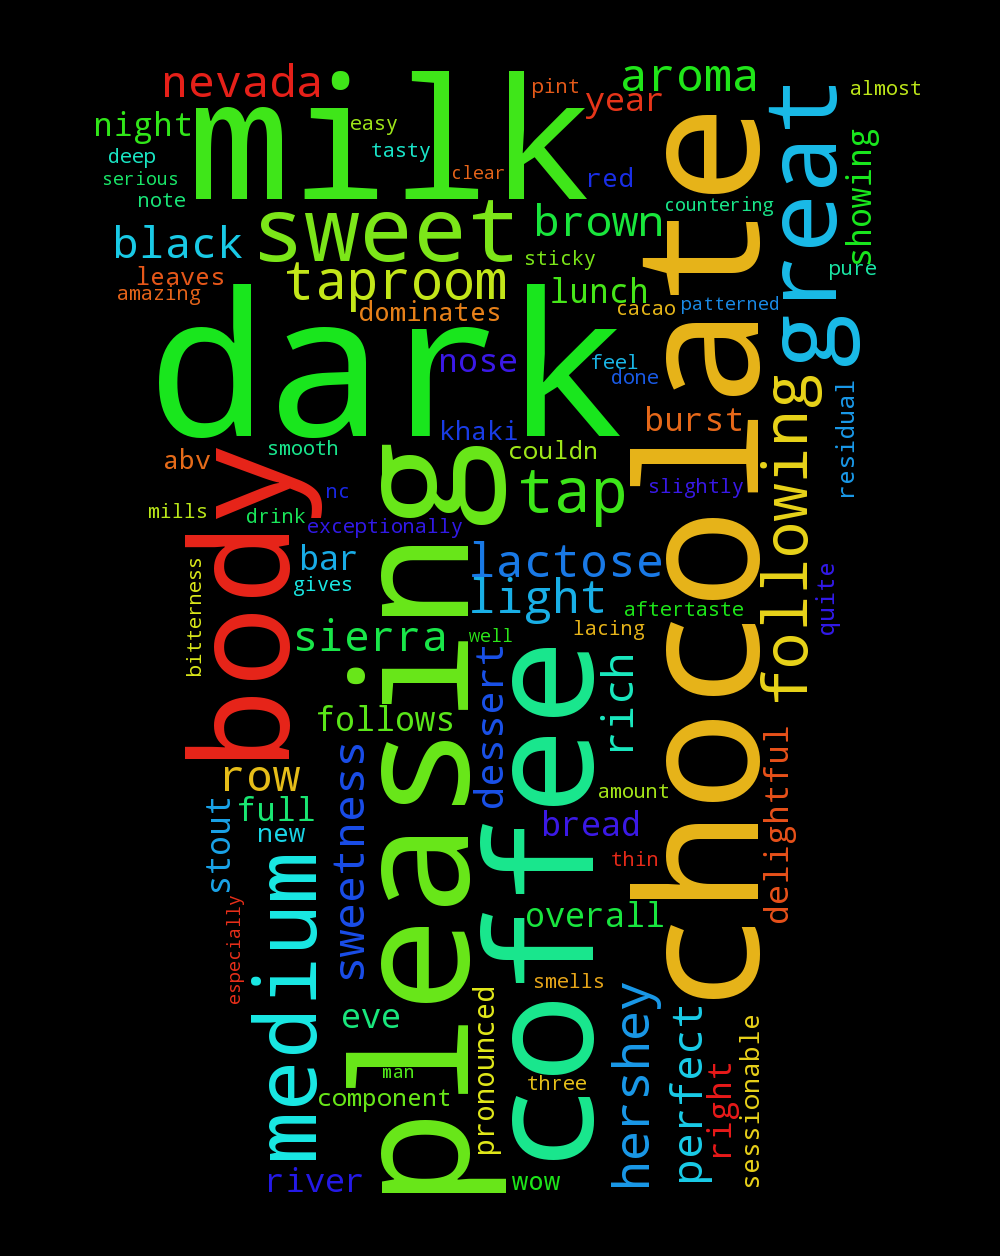 nevada
milk
pint
year
aroma
almost
night
easy
tasty
deep
clear
serious
note
red
great
showing
countering
black
sweet
brown
sticky
pure
leaves
taproom
lunch
amazing
dominates
cacao
patterned
chocolate
dark
nose
feel
done
khaki
burst
residual
following
abv
smooth
couldn
body
pleasing
nc
tap
slightly
mills
drink
exceptionally
bar
gives
lactose
light
bitterness
aftertaste
quite
sierra
well
lacing
coffee
dessert
rich
follows
sweetness
row
amount
delightful
stout
full
new
bread
thin
medium
especially
overall
smells
eve
pronounced
hershey
perfect
right
sessionable
man
component
three
river
wow